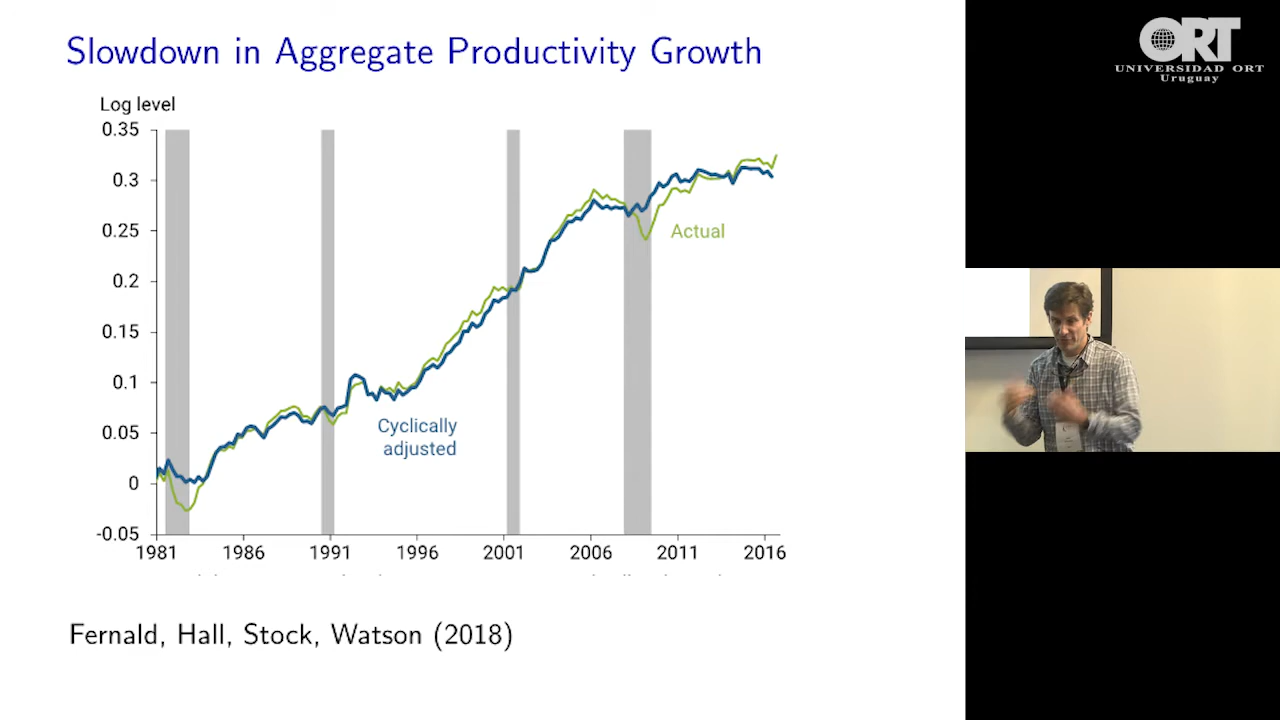 Slowdown in Aggregate Productivity Growth
Log level
0.35
0.3
0.25
0.2
0.15
0.1
0.05
0
-0.05
1981 1986 1991 1996 2001 2006 2011 2016
Actual
Cyclically
adjusted
Fernald, Hall, Stock, Watson (2018)
ORT
UNIVERSIDAD ORT
Uruguay